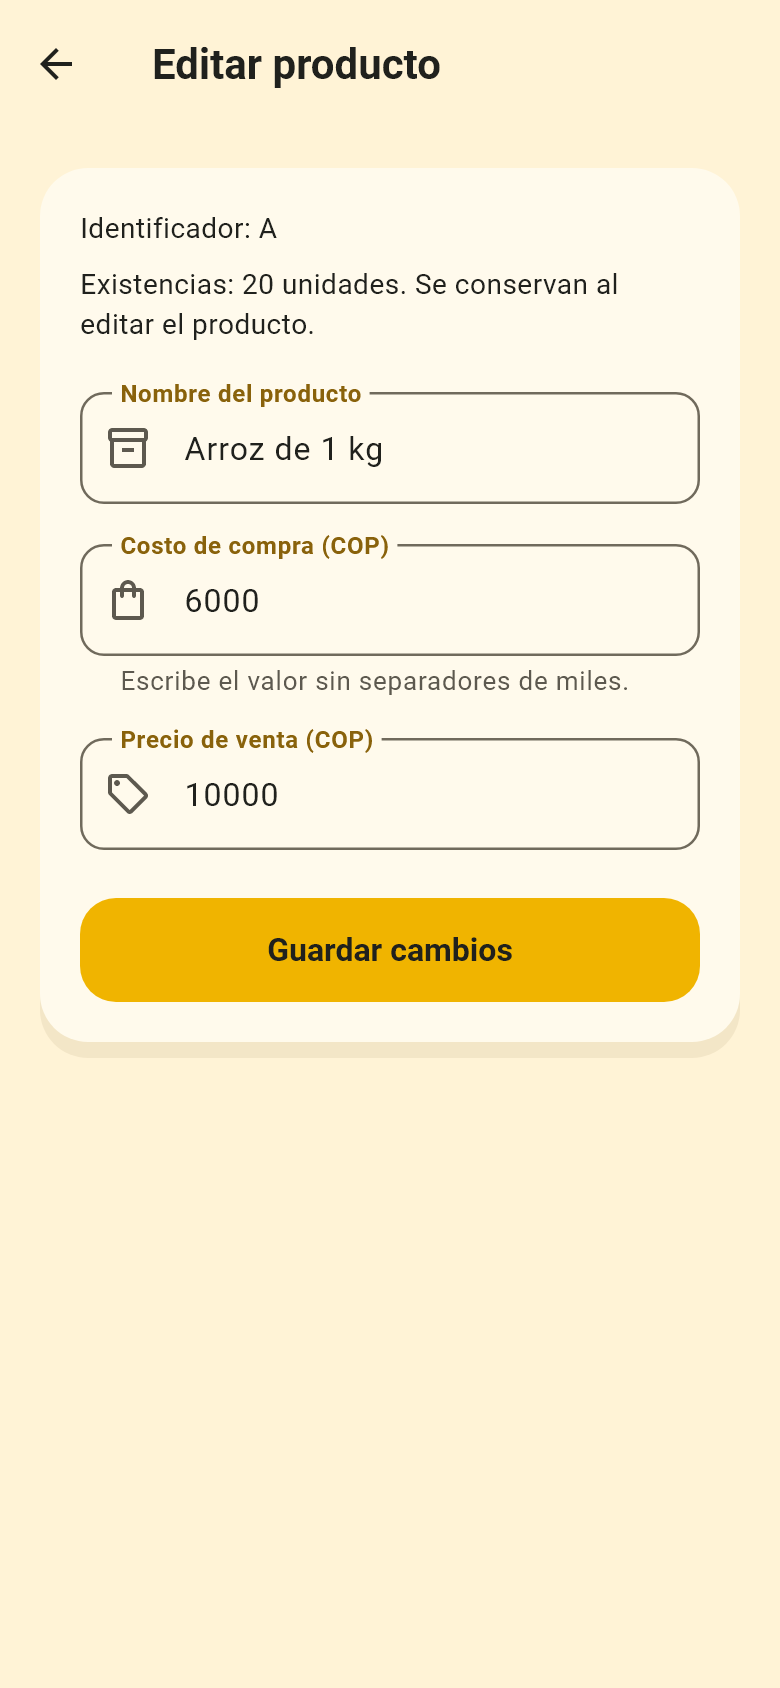 Editar producto
Identificador: A
Existencias: 20 unidades. Se conservan al
editar el producto.
Nombre del producto
Arroz de 1 kg
Costo de compra (COP)
6000
Escribe el valor sin separadores de miles.
Precio de venta (COP)
10000
Guardar cambios